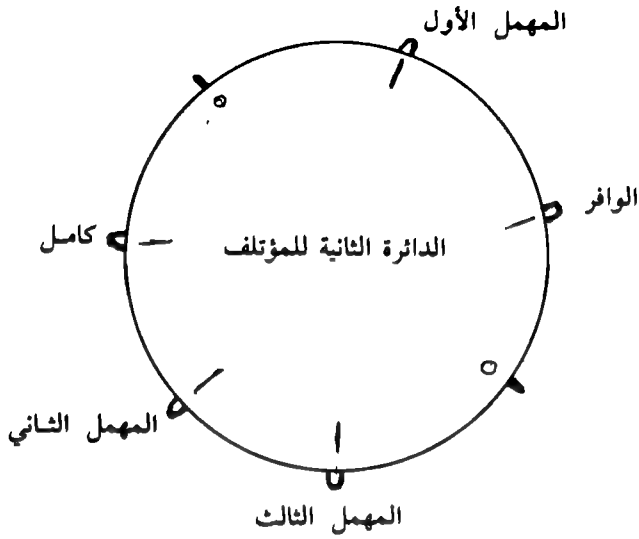 المهمل الأول
الوافر
كامل
الدائرة الثانية للمؤتلف
المهمل الثاني
المهمل الثالث